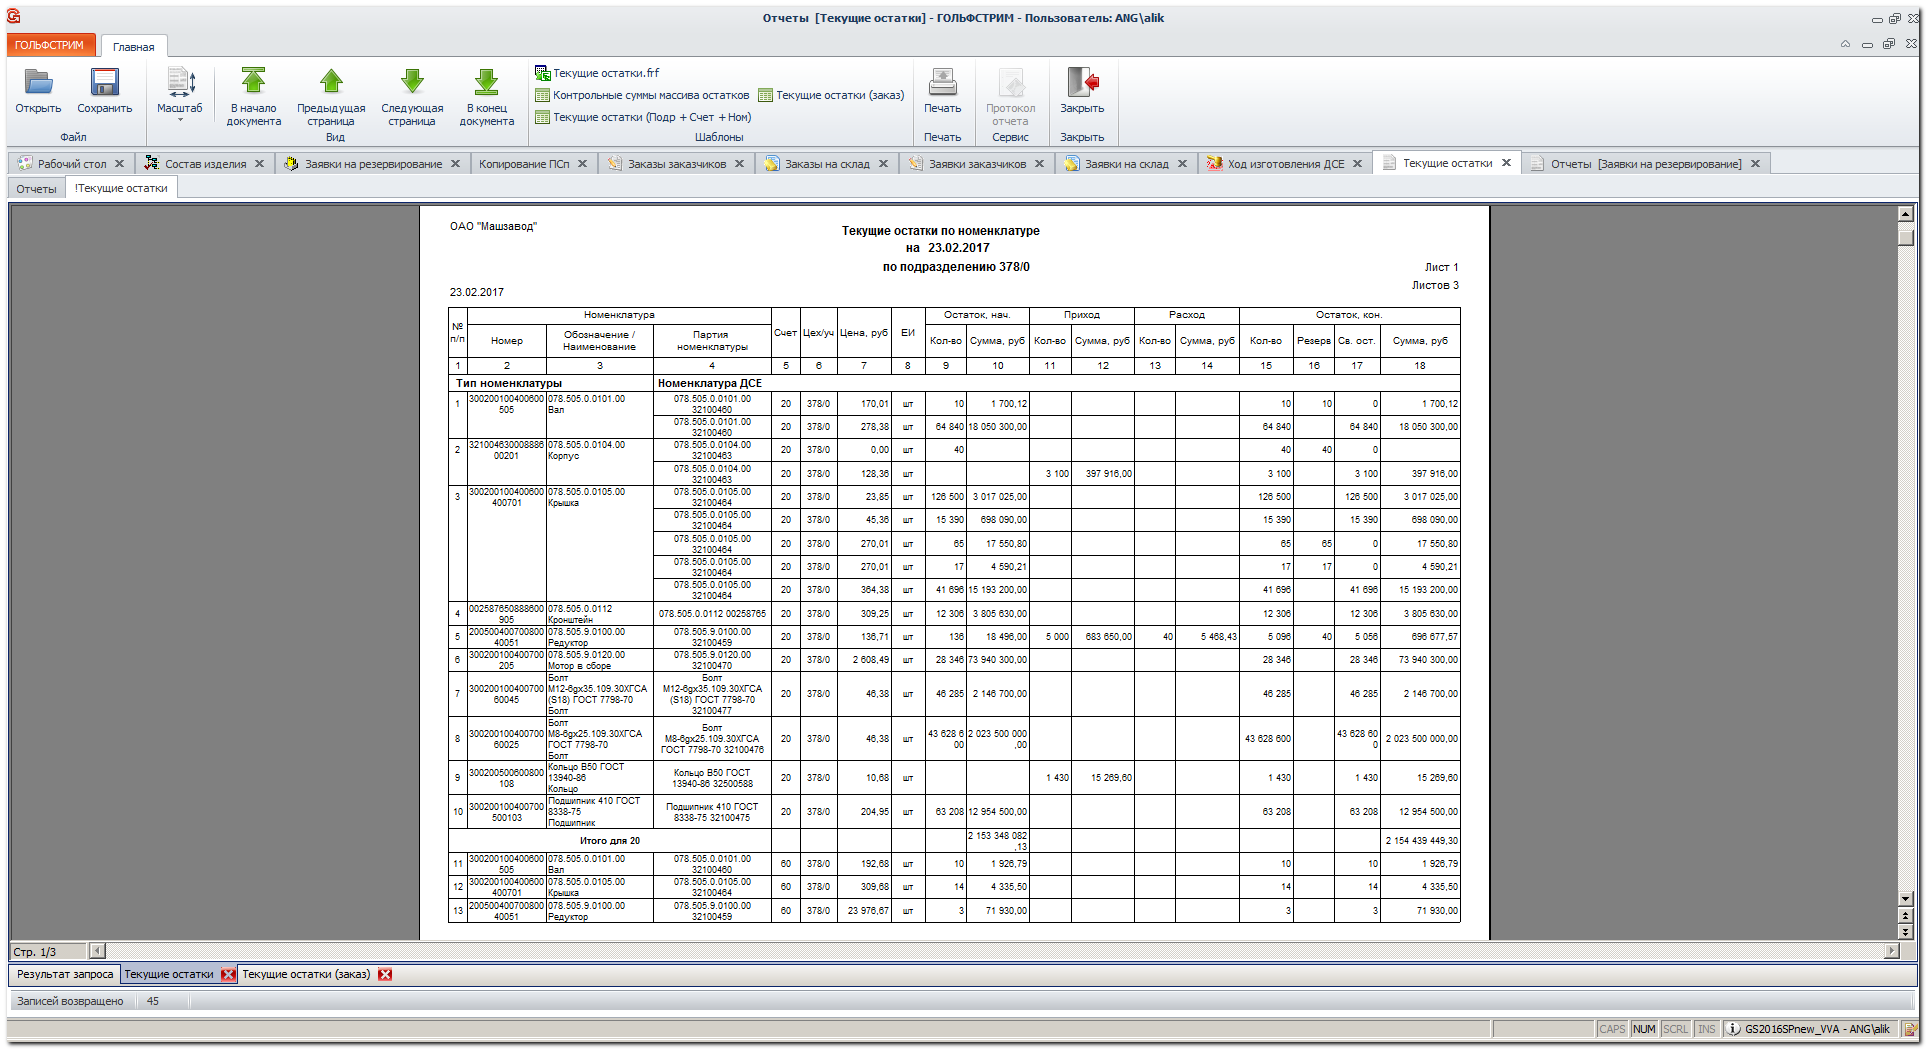 Отчеты [Текущие остатки] - ГОЛЬФСТРИМ - Пользователь: ANG\alik
ГОЛЬФСТРИМ Главная
Открыть Сохранить Масштаб В начало документа Предыдущая страница Следующая страница В конец документа
Текущие остатки.frf
Контрольные суммы массива остатков Текущие остатки (заказ)
Текущие остатки (Подр + Счет + Ном)
Печать Протокол отчета Закрыть
Файл Вид Шаблоны Печать Сервис Закрыть
Рабочий стол Состав изделия Заявки на резервирование Копирование ПСп Заказы заказчиков Заказы на склад Заявки заказчиков Заявки на склад Ход изготовления ДСЕ Текущие остатки Отчеты [Заявки на резервирование]
Отчеты !Текущие остатки
ОАО "Машзавод"
Текущие остатки по номенклатуре
на 23.02.2017
по подразделению 378/0
Лист 1
Листов 3
23.02.2017
№ п/п Номенклатура Счет Цех/уч Цена, руб ЕИ Остаток, нач. Приход Расход Остаток, кон.
Номер Обозначение / Наименование Партия номенклатуры Кол-во Сумма, руб Кол-во Сумма, руб Кол-во Сумма, руб Кол-во Резерв Св. ост. Сумма, руб
1 2 3 4 5 6 7 8 9 10 11 12 13 14 15 16 17 18
Тип номенклатуры Номенклатура ДСЕ
1 300200100400600505 078.505.0.0101.00 Вал 078.505.0.0101.00 32100460 20 378/0 170,01 шт 10 1 700,12 10 10 0 1 700,12
078.505.0.0101.00 32100460 20 378/0 278,38 шт 64 840 18 050 300,00 64 840 64 840 18 050 300,00
2 32100463000888600201 078.505.0.0104.00 Корпус 078.505.0.0104.00 32100463 20 378/0 0,00 шт 40 40 40 0
078.505.0.0104.00 32100463 20 378/0 128,36 шт 3 100 397 916,00 3 100 3 100 397 916,00
3 300200100400600400701 078.505.0.0105.00 Крышка 078.505.0.0105.00 32100464 20 378/0 23,85 шт 126 500 3 017 025,00 126 500 126 500 3 017 025,00
078.505.0.0105.00 32100464 20 378/0 45,36 шт 15 390 698 090,00 15 390 15 390 698 090,00
078.505.0.0105.00 32100464 20 378/0 270,01 шт 65 17 550,80 65 65 0 17 550,80
078.505.0.0105.00 32100464 20 378/0 270,01 шт 17 4 590,21 17 17 0 4 590,21
078.505.0.0105.00 32100464 20 378/0 364,38 шт 41 696 15 193 200,00 41 696 41 696 15 193 200,00
4 002587650888600905 078.505.0.0112 Кронштейн 078.505.0.0112 00258765 20 378/0 309,25 шт 12 306 3 805 630,00 12 306 12 306 3 805 630,00
5 20050040070080040051 078.505.9.0100.00 Редуктор 078.505.9.0100.00 32100459 20 378/0 136,71 шт 136 18 496,00 5 000 683 650,00 40 5 468,43 5 096 40 5 056 696 677,57
6 300200100400700205 078.505.9.0120.00 Мотор в сборе 078.505.9.0120.00 32100470 20 378/0 2 608,49 шт 28 346 73 940 300,00 28 346 28 346 73 940 300,00
7 30020010040070060045 Болт М12-6gх35.109.30ХГСА (S18) ГОСТ 7798-70 Болт Болт М12-6gх35.109.30ХГСА (S18) ГОСТ 7798-70 32100477 20 378/0 46,38 шт 46 285 2 146 700,00 46 285 46 285 2 146 700,00
8 30020010040070060025 Болт М8-6gх25.109.30ХГСА ГОСТ 7798-70 Болт Болт М8-6gх25.109.30ХГСА ГОСТ 7798-70 32100476 20 378/0 46,38 шт 43 628 600 2 023 500 000,00 43 628 600 43 628 600 2 023 500 000,00
9 300200500600800108 Кольцо В50 ГОСТ 13940-86 Кольцо Кольцо В50 ГОСТ 13940-86 32500588 20 378/0 10,68 шт 1 430 15 269,60 1 430 1 430 15 269,60
10 300200100400700500103 Подшипник 410 ГОСТ 8338-75 Подшипник Подшипник 410 ГОСТ 8338-75 32100475 20 378/0 204,95 шт 63 208 12 954 500,00 63 208 63 208 12 954 500,00
Итого для 20 2 153 348 082,13 2 154 439 449,30
11 300200100400600505 078.505.0.0101.00 Вал 078.505.0.0101.00 32100460 60 378/0 192,68 шт 10 1 926,79 10 10 1 926,79
12 300200100400600400701 078.505.0.0105.00 Крышка 078.505.0.0105.00 32100464 60 378/0 309,68 шт 14 4 335,50 14 14 4 335,50
13 20050040070080040051 078.505.9.0100.00 Редуктор 078.505.9.0100.00 32100459 60 378/0 23 976,67 шт 3 71 930,00 3 3 71 930,00
Стр. 1/3
Результат запроса Текущие остатки Текущие остатки (заказ)
Записей возвращено 45
CAPS NUM SCRL INS GS2016SPnew_VVA - ANG\alik